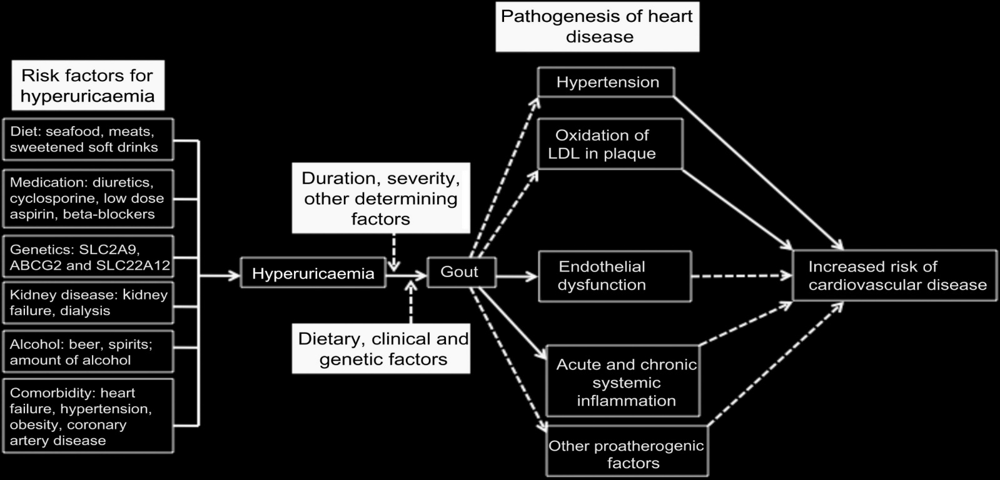 Pathogenesis of heart
disease
Risk factors for
hyperuricaemia
Diet: seafood, meats,
sweetened soft drinks
Medication: diuretics,
cyclosporine, low dose
aspirin, beta-blockers
Genetics: SLC2A9,
ABCG2 and SLC22A12
Kidney disease: kidney
failure, dialysis
Alcohol: beer, spirits;
amount of alcohol
Comorbidity: heart
failure, hypertension,
obesity, coronary
artery disease
Duration, severity,
other determining
factors
Hyperuricaemia
Gout
Dietary, clinical and
genetic factors
Hypertension
Oxidation of
LDL in plaque
Endothelial
dysfunction
Acute and chronic
systemic
inflammation
Other proatherogenic
factors
Increased risk of
cardiovascular disease